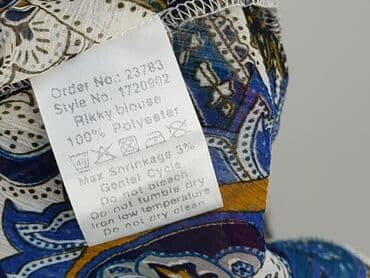 Order No.: 23783
Style No. 1720902
Rikky blouse
100% Polyester
Max Shrinkage 3%
Gental Cycle
Do not bleach
Do not tumble dry
Iron low temperature
Do not dry clean